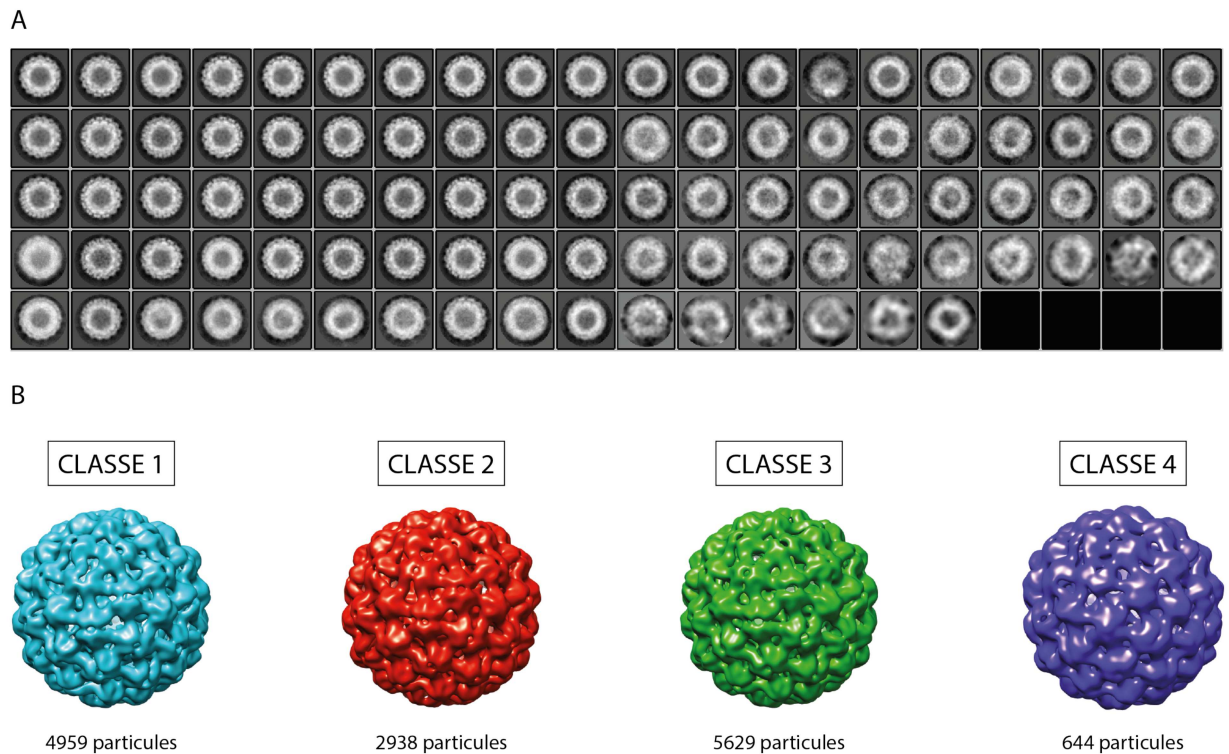 A
B
CLASSE 1
CLASSE 2
CLASSE 3
CLASSE 4
4959 particules
2938 particules
5629 particules
644 particules